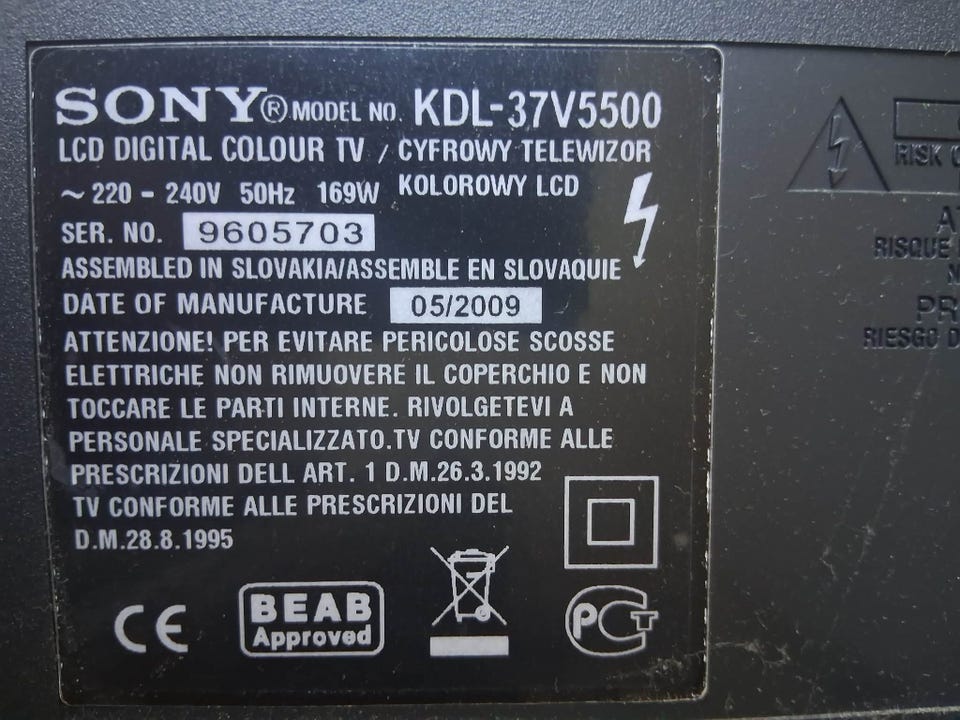 SONY® MODEL NO. KDL-37V5500
LCD DIGITAL COLOUR TV / CYFROWY TELEWIZOR
~ 220 - 240V 50Hz 169W KOLOROWY LCD
SER. NO. 9605703
ASSEMBLED IN SLOVAKIA/ASSEMBLE EN SLOVAQUIE
DATE OF MANUFACTURE 05/2009
ATTENZIONE! PER EVITARE PERICOLOSE SCOSSE
ELETTRICHE NON RIMUOVERE IL COPERCHIO E NON
TOCCARE LE PARTI INTERNE. RIVOLGETEVI A
PERSONALE SPECIALIZZATO.TV CONFORME ALLE
PRESCRIZIONI DELL ART. 1 D.M.26.3.1992
TV CONFORME ALLE PRESCRIZIONI DEL
D.M.28.8.1995
CE
BEAB
Approved
PCT
RISK
RISQUE
RIESGO